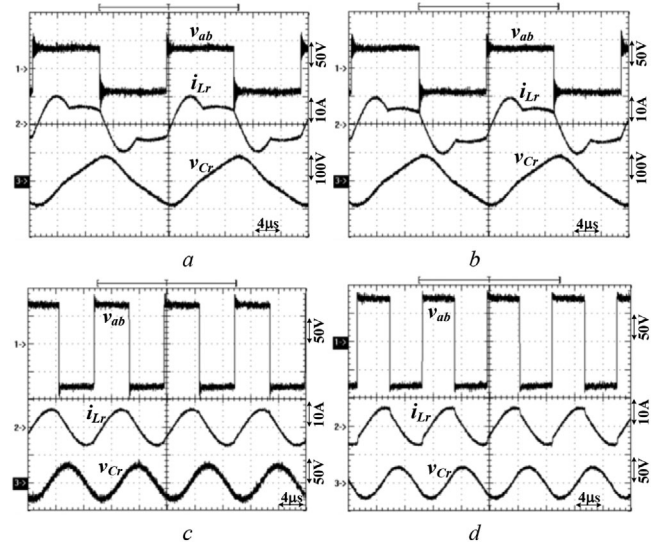 v_ab
50V
1->
i_Lr
10A
2->
v_Cr
100V
3->
4μs
a
v_ab
50V
1->
i_Lr
10A
2->
v_Cr
100V
3->
4μs
b
v_ab
50V
1->
i_Lr
10A
2->
v_Cr
50V
3->
4μs
c
v_ab
50V
1->
i_Lr
10A
2->
v_Cr
50V
3->
4μs
d